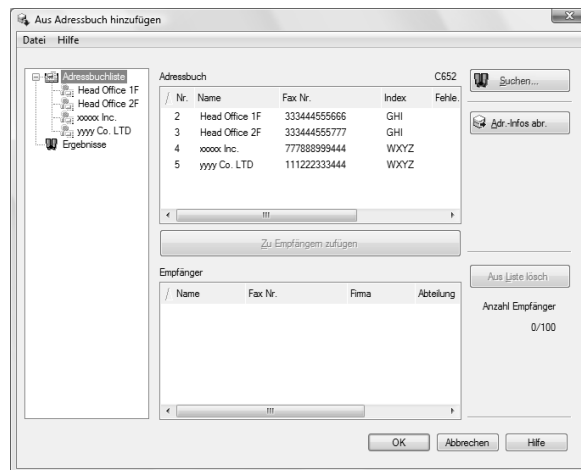 Aus Adressbuch hinzufügen
Datei Hilfe
Adressbuchliste
Head Office 1F
Head Office 2F
xxxxx Inc.
yyyy Co. LTD
Ergebnisse
Adressbuch C652
/ Nr. Name Fax Nr. Index Fehle.
2 Head Office 1F 333444555666 GHI
3 Head Office 2F 333444555777 GHI
4 xxxxx Inc. 777888999444 WXYZ
5 yyyy Co. LTD 111222333444 WXYZ
Suchen...
Adr.-Infos abr.
Zu Empfängern zufügen
Empfänger
/ Name Fax Nr. Firma Abteilung
Aus Liste lösch
Anzahl Empfänger
0/100
OK Abbrechen Hilfe